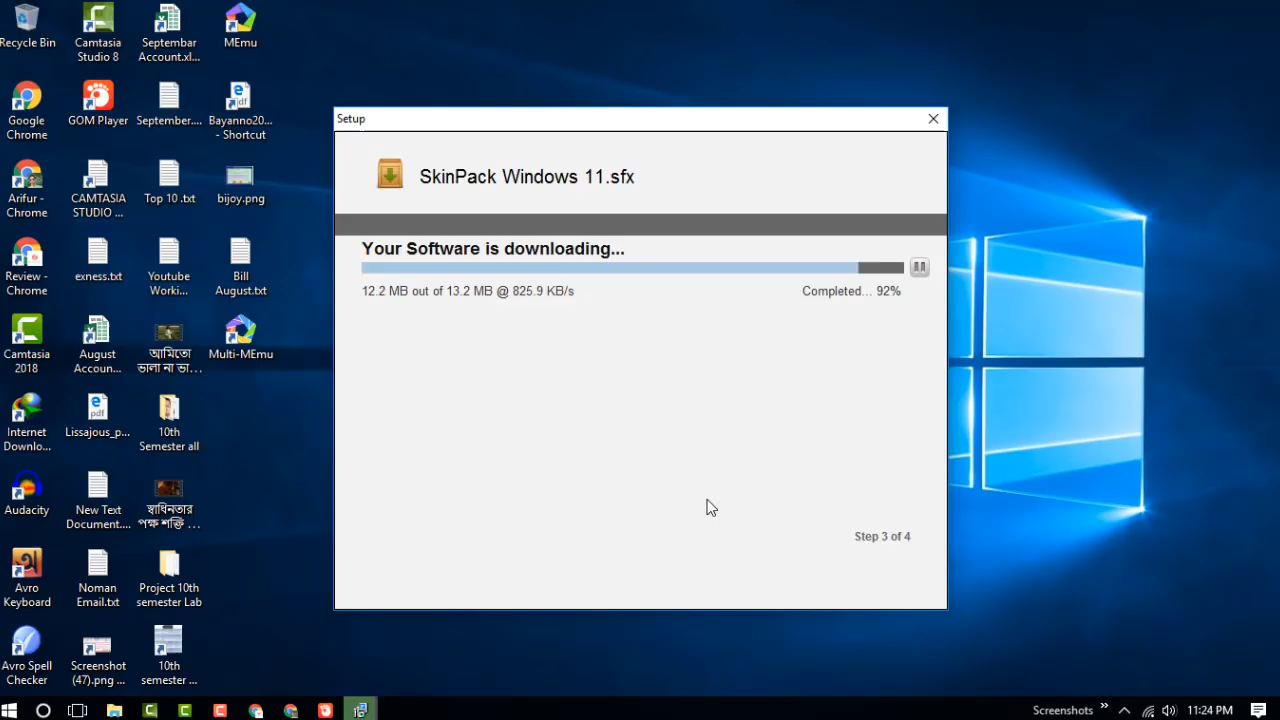 Recycle Bin
Camtasia
Studio 8
Septembar
Account.xl...
MEmu
Google
Chrome
GOM Player
September....
Bayanno20...
- Shortcut
Arifur -
Chrome
CAMTASIA
STUDIO ...
Top 10 .txt
bijoy.png
Review -
Chrome
exness.txt
Youtube
Worki...
Bill
August.txt
Camtasia
2018
August
Accoun...
আমিতো
ভালা না ভা...
Multi-MEmu
Internet
Downlo...
Lissajous_p...
10th
Semester all
Audacity
New Text
Document....
স্বাধিনতার
পক্ষ শক্তি ...
Avro
Keyboard
Noman
Email.txt
Project 10th
semester Lab
Avro Spell
Checker
Screenshot
(47).png ...
10th
semester ...
Setup
SkinPack Windows 11.sfx
Your Software is downloading...
12.2 MB out of 13.2 MB @ 825.9 KB/s
Completed... 92%
Step 3 of 4
Screenshots
11:24 PM